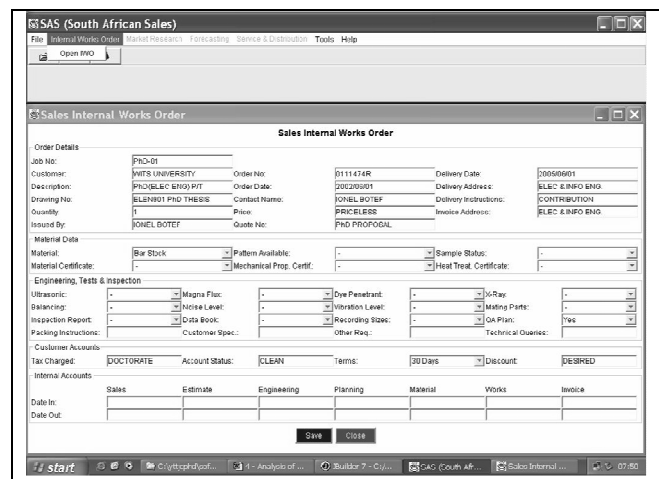 SAS (South African Sales)
File Internal Works Order Market Research Forecasting Service & Distribution Tools Help
Open IWO
Sales Internal Works Order
Sales Internal Works Order
Order Details
Job No: PhD-01
Customer: WITS UNIVERSITY Order No: 0111474R Delivery Date: 2006/06/01
Description: PhD(ELEC ENG) P/T Order Date: 2002/06/01 Delivery Address: ELEC & INFO ENG
Drawing No: ELEN801 PhD THESIS Contact Name: IONEL BOTEF Delivery Instructions: CONTRIBUTION
Quantity 1 Price: PRICELESS Invoice Address: ELEC & INFO ENG
Issued By: IONEL BOTEF Quote No: PhD PROPOSAL
Material Data
Material: Bar Stock Pattern Available: - Sample Status: -
Material Certificate: - Mechanical Prop. Certif.: - Heat Treat. Certificate: -
Engineering, Tests & Inspection
Ultrasonic: - Magna Flux: - Dye Penetrant: - X-Ray: -
Balancing: - Noise Level: - Vibration Level: - Mating Parts: -
Inspection Report: - Data Book: - Recording Sizes: - QA Plan: Yes
Packing Instructions: Customer Spec.: Other Req.: Technical Queries:
Customer Accounts
Tax Charged: DOCTORATE Account Status: CLEAN Terms: 30 Days Discount: DESIRED
Internal Accounts
Sales Estimate Engineering Planning Material Works Invoice
Date In:
Date Out:
Save Close
start 4 - Analysis of ... JBuilder 7 - C:/... SAS (South Afr... Sales Internal ... 07:50